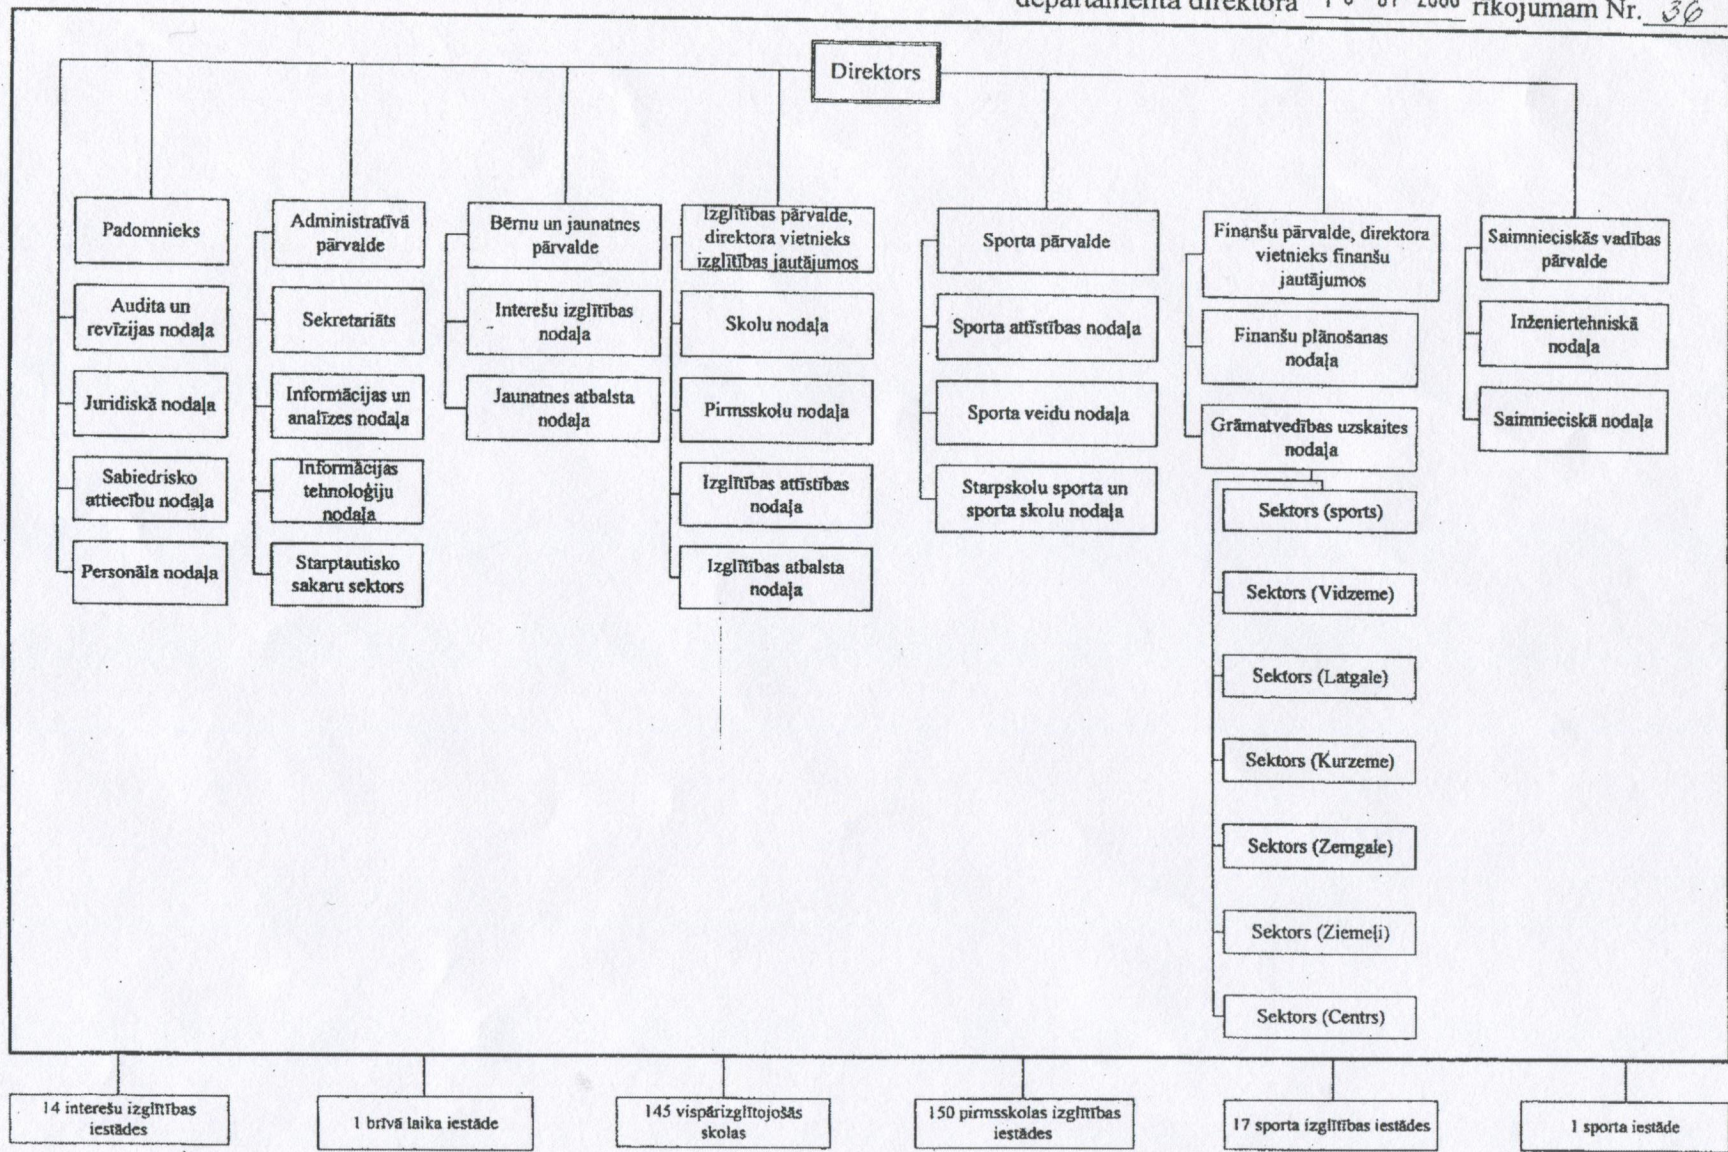 departamenta direktora rīkojumam Nr. 36
Direktors
Padomnieks
Audita un
revīzijas nodaļa
Juridiskā nodaļa
Sabiedrisko
attiecību nodaļa
Personāla nodaļa
Administratīvā
pārvalde
Sekretariāts
Informācijas un
analīzes nodaļa
Informācijas
tehnoloģiju
nodaļa
Starptautisko
sakaru sektors
Bērnu un jaunatnes
pārvalde
Interešu izglītības
nodaļa
Jaunatnes atbalsta
nodaļa
Izglītības pārvalde,
direktora vietnieks
izglītības jautājumos
Skolu nodaļa
Pirmsskolu nodaļa
Izglītības attīstības
nodaļa
Izglītības atbalsta
nodaļa
Sporta pārvalde
Sporta attīstības nodaļa
Sporta veidu nodaļa
Starpskolu sporta un
sporta skolu nodaļa
Finanšu pārvalde, direktora
vietnieks finanšu
jautājumos
Finanšu plānošanas
nodaļa
Grāmatvedības uzskaites
nodaļa
Sektors (sports)
Sektors (Vidzeme)
Sektors (Latgale)
Sektors (Kurzeme)
Sektors (Zemgale)
Sektors (Ziemeļi)
Sektors (Centrs)
Saimnieciskās vadības
pārvalde
Inženiertehniskā
nodaļa
Saimnieciskā nodaļa
14 interešu izglītības
iestādes
1 brīvā laika iestāde
145 vispārizglītojošās
skolas
150 pirmsskolas izglītības
iestādes
17 sporta izglītības iestādes
1 sporta iestāde